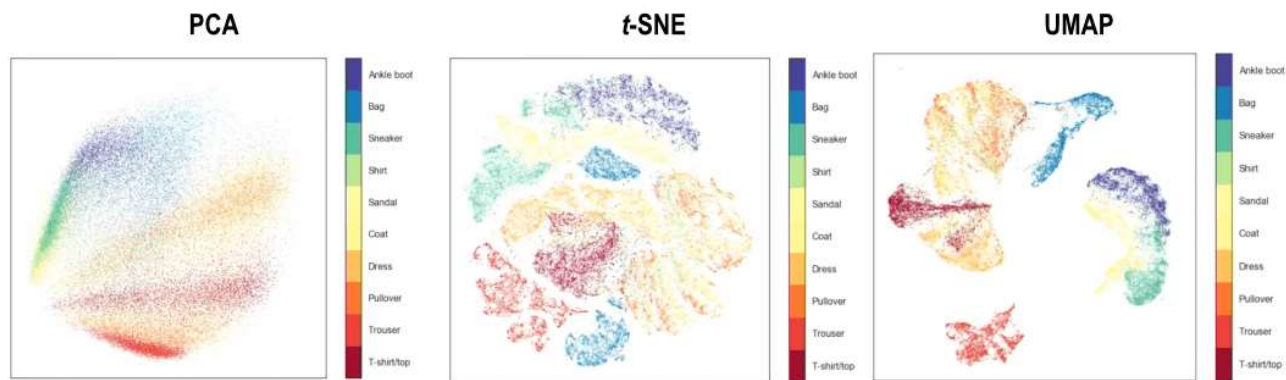 PCA
Ankle boot
Bag
Sneaker
Shirt
Sandal
Coat
Dress
Pullover
Trouser
T-shirt/top
t-SNE
Ankle boot
Bag
Sneaker
Shirt
Sandal
Coat
Dress
Pullover
Trouser
T-shirt/top
UMAP
Ankle boot
Bag
Sneaker
Shirt
Sandal
Coat
Dress
Pullover
Trouser
T-shirt/top